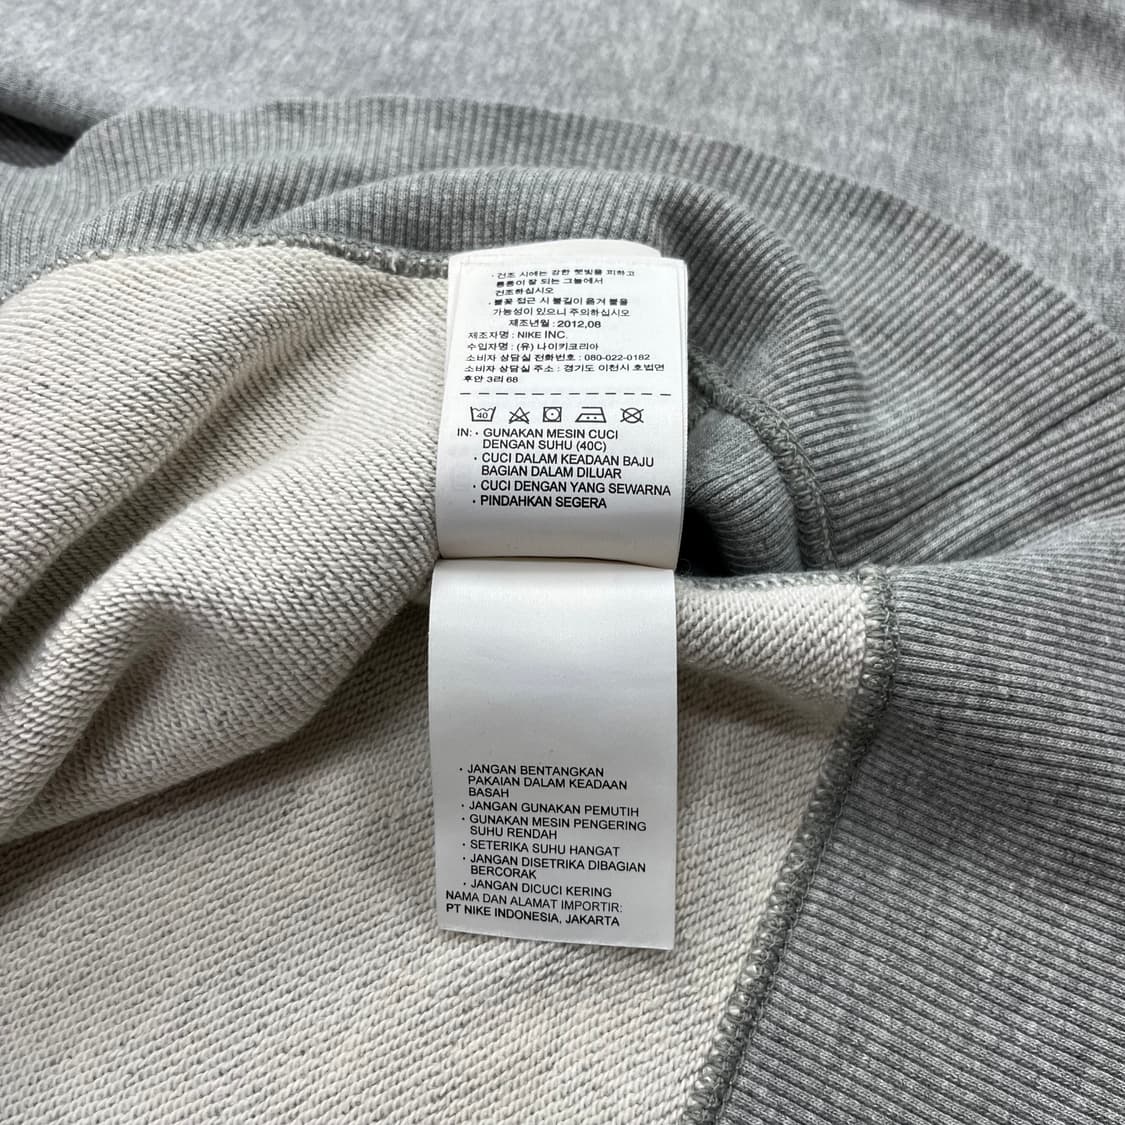 · 건조 시에는 강한 햇빛을 피하고
통풍이 잘 되는 그늘에서
건조하십시오
· 불꽃 접근 시 불길이 옮겨 붙을
가능성이 있으니 주의하십시오
제조년월 : 2012,08
제조자명 : NIKE INC.
수입자명 : (유) 나이키코리아
소비자 상담실 전화번호 : 080-022-0182
소비자 상담실 주소 : 경기도 이천시 호법면
후안 3리 68
40
IN: · GUNAKAN MESIN CUCI
DENGAN SUHU (40C)
· CUCI DALAM KEADAAN BAJU
BAGIAN DALAM DILUAR
· CUCI DENGAN YANG SEWARNA
· PINDAHKAN SEGERA
· JANGAN BENTANGKAN
PAKAIAN DALAM KEADAAN
BASAH
· JANGAN GUNAKAN PEMUTIH
· GUNAKAN MESIN PENGERING
SUHU RENDAH
· SETERIKA SUHU HANGAT
· JANGAN DISETRIKA DIBAGIAN
BERCORAK
· JANGAN DICUCI KERING
NAMA DAN ALAMAT IMPORTIR:
PT NIKE INDONESIA, JAKARTA